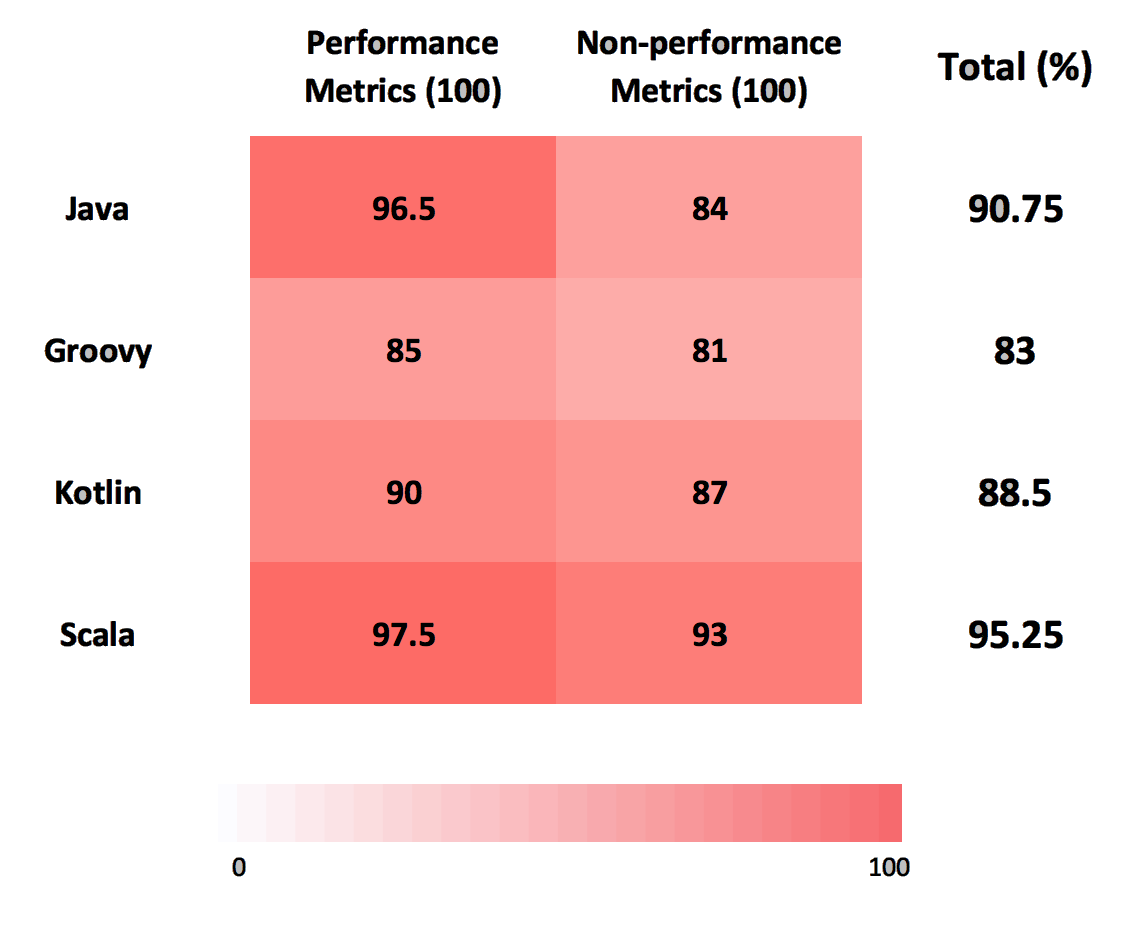 Performance
Metrics (100)
Non-performance
Metrics (100)
Total (%)
Java 96.5 84 90.75
Groovy 85 81 83
Kotlin 90 87 88.5
Scala 97.5 93 95.25
0 100